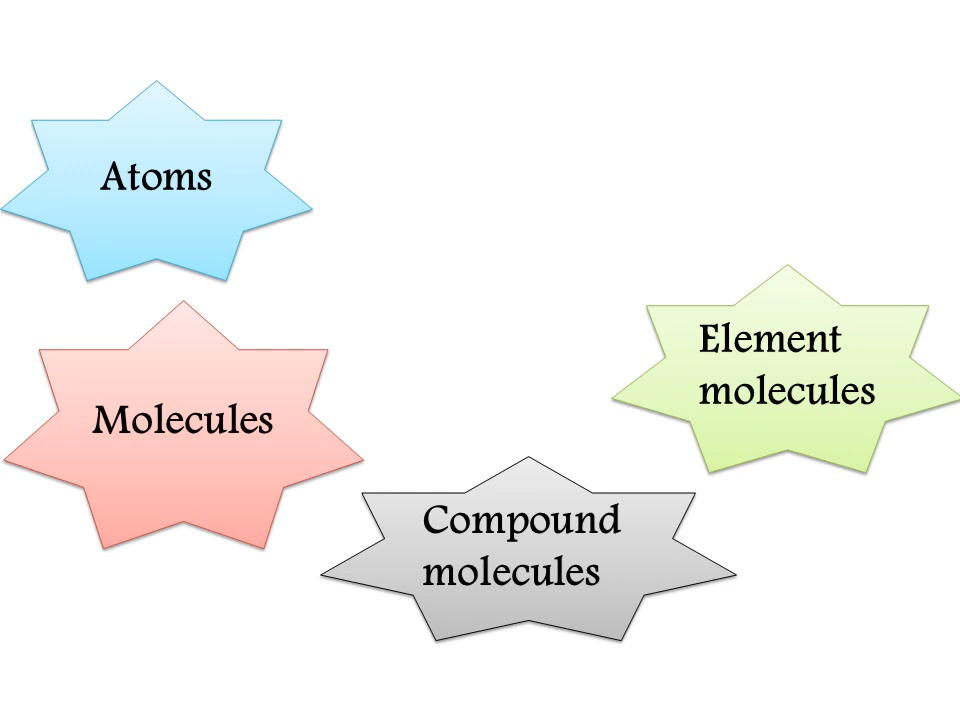 Atoms
Molecules
Element
molecules
Compound
molecules